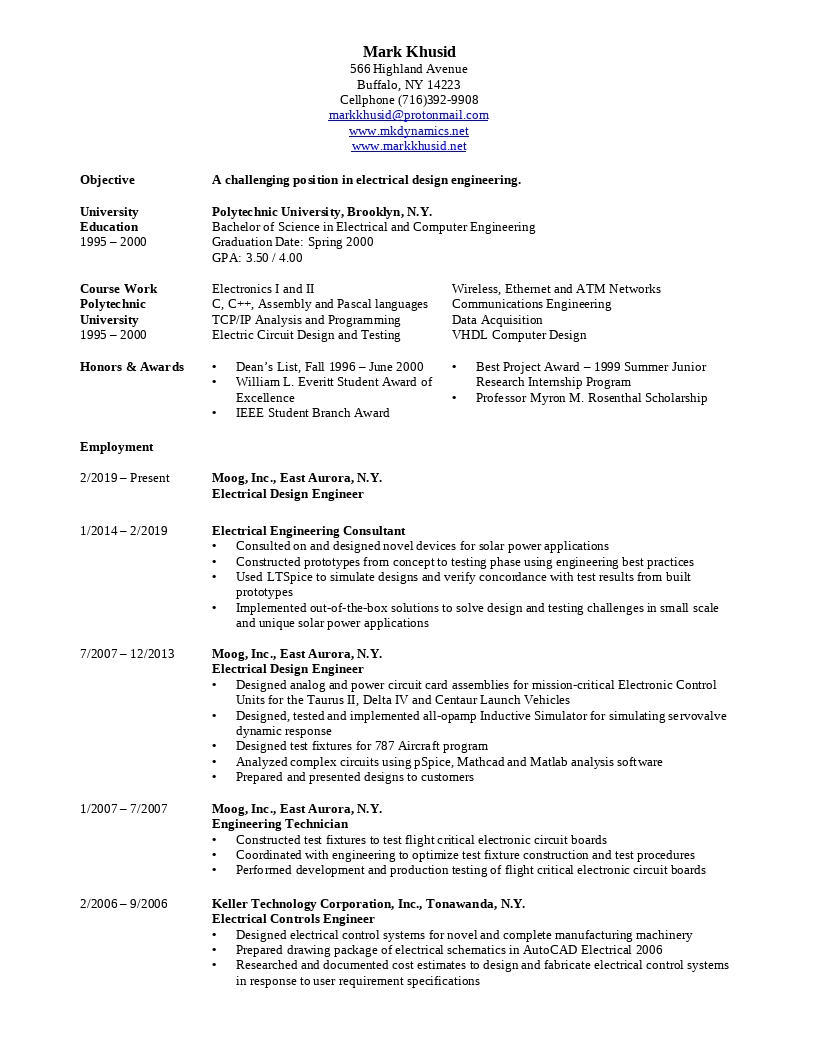 Mark Khusid
566 Highland Avenue
Buffalo, NY 14223
Cellphone (716)392-9908
markkhusid@protonmail.com
www.mkdynamics.net
www.markkhusid.net
Objective A challenging position in electrical design engineering.
University Polytechnic University, Brooklyn, N.Y.
Education Bachelor of Science in Electrical and Computer Engineering
1995 – 2000 Graduation Date: Spring 2000
GPA: 3.50 / 4.00
Course Work Electronics I and II Wireless, Ethernet and ATM Networks
Polytechnic C, C++, Assembly and Pascal languages Communications Engineering
University TCP/IP Analysis and Programming Data Acquisition
1995 – 2000 Electric Circuit Design and Testing VHDL Computer Design
Honors & Awards • Dean's List, Fall 1996 – June 2000 • Best Project Award – 1999 Summer Junior
• William L. Everitt Student Award of Research Internship Program
Excellence • Professor Myron M. Rosenthal Scholarship
• IEEE Student Branch Award
Employment
2/2019 – Present Moog, Inc., East Aurora, N.Y.
Electrical Design Engineer
1/2014 – 2/2019 Electrical Engineering Consultant
• Consulted on and designed novel devices for solar power applications
• Constructed prototypes from concept to testing phase using engineering best practices
• Used LTSpice to simulate designs and verify concordance with test results from built
prototypes
• Implemented out-of-the-box solutions to solve design and testing challenges in small scale
and unique solar power applications
7/2007 – 12/2013 Moog, Inc., East Aurora, N.Y.
Electrical Design Engineer
• Designed analog and power circuit card assemblies for mission-critical Electronic Control
Units for the Taurus II, Delta IV and Centaur Launch Vehicles
• Designed, tested and implemented all-opamp Inductive Simulator for simulating servovalve
dynamic response
• Designed test fixtures for 787 Aircraft program
• Analyzed complex circuits using pSpice, Mathcad and Matlab analysis software
• Prepared and presented designs to customers
1/2007 – 7/2007 Moog, Inc., East Aurora, N.Y.
Engineering Technician
• Constructed test fixtures to test flight critical electronic circuit boards
• Coordinated with engineering to optimize test fixture construction and test procedures
• Performed development and production testing of flight critical electronic circuit boards
2/2006 – 9/2006 Keller Technology Corporation, Inc., Tonawanda, N.Y.
Electrical Controls Engineer
• Designed electrical control systems for novel and complete manufacturing machinery
• Prepared drawing package of electrical schematics in AutoCAD Electrical 2006
• Researched and documented cost estimates to design and fabricate electrical control systems
in response to user requirement specifications